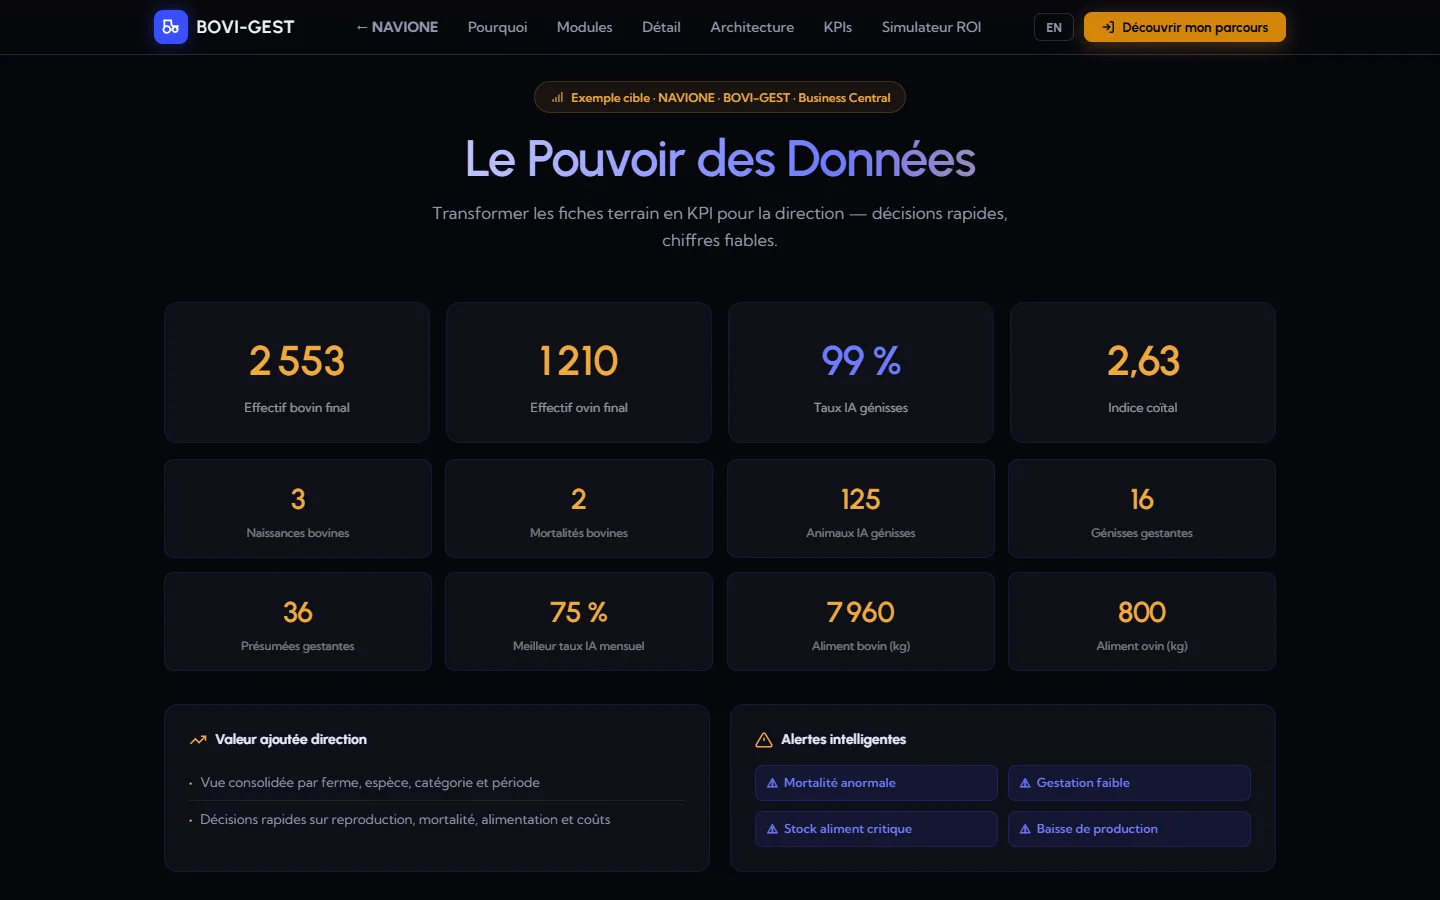 BOVI-GEST
← NAVIONE
Pourquoi
Modules
Détail
Architecture
KPIs
Simulateur ROI
EN
Découvrir mon parcours
Exemple cible · NAVIONE · BOVI-GEST · Business Central
Le Pouvoir des Données
Transformer les fiches terrain en KPI pour la direction — décisions rapides,
chiffres fiables.
2 553
Effectif bovin final
1 210
Effectif ovin final
99 %
Taux IA génisses
2,63
Indice coïtal
3
Naissances bovines
2
Mortalités bovines
125
Animaux IA génisses
16
Génisses gestantes
36
Présumées gestantes
75 %
Meilleur taux IA mensuel
7 960
Aliment bovin (kg)
800
Aliment ovin (kg)
Valeur ajoutée direction
• Vue consolidée par ferme, espèce, catégorie et période
• Décisions rapides sur reproduction, mortalité, alimentation et coûts
Alertes intelligentes
⚠ Mortalité anormale
⚠ Gestation faible
⚠ Stock aliment critique
⚠ Baisse de production